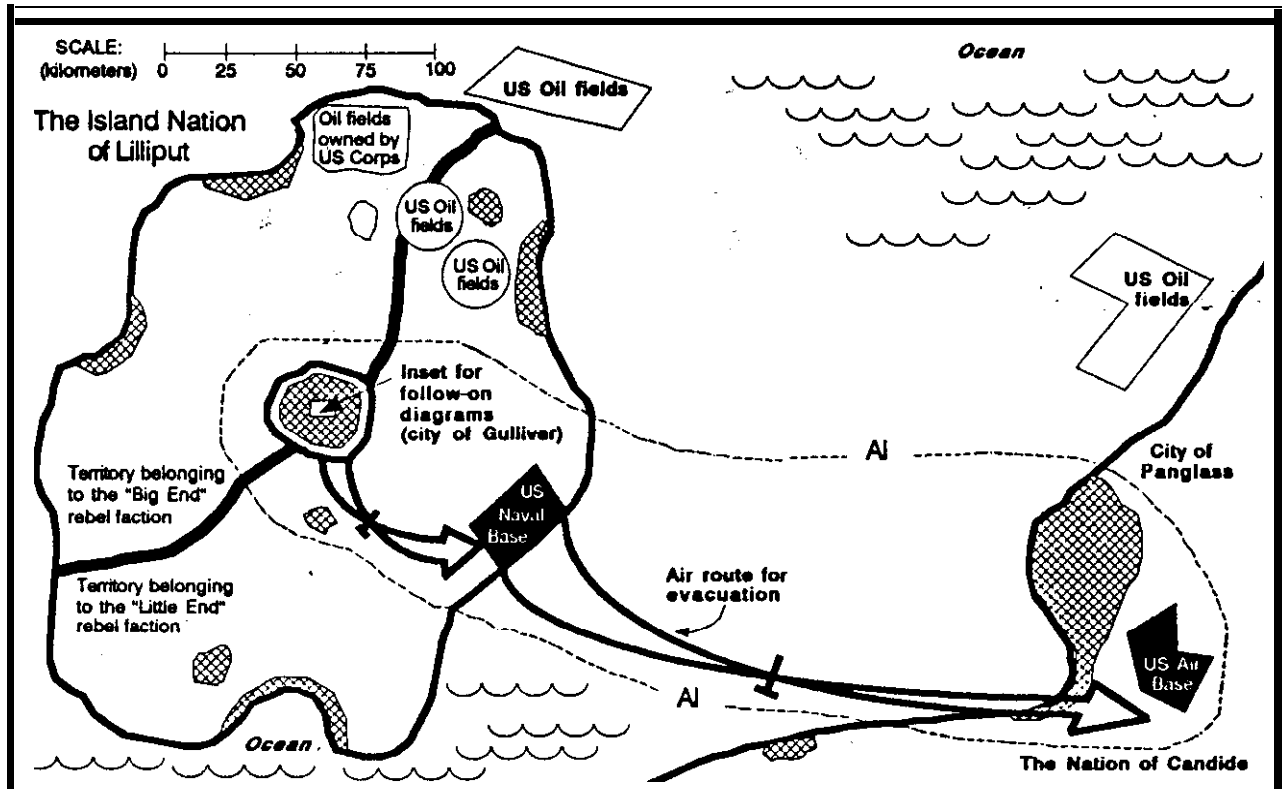 SCALE:
(kilometers) 0 25 50 75 100
The Island Nation
of Lilliput
Oil fields
owned by
US Corps
US Oil fields
Ocean
US Oil
fields
US Oil
fields
US Oil
fields
Inset for
follow-on
diagrams
(city of Gulliver)
AI
City of
Panglass
Territory belonging
to the "Big End"
rebel faction
US
Naval
Base
Air route for
evacuation
Territory belonging
to the "Little End"
rebel faction
US Air
Base
AI
Ocean
The Nation of Candide